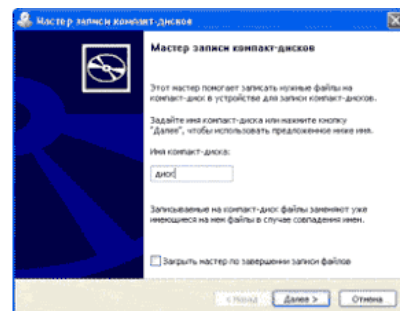 Мастер записи компакт-дисков
Мастер записи компакт-дисков
Этот мастер помогает записать нужные файлы на
компакт-диск в устройстве для записи компакт-дисков.
Задайте имя компакт-диска или нажмите кнопку
"Далее", чтобы использовать предложенное ниже имя.
Имя компакт-диска:
диск
Записываемые на компакт-диск файлы заменяют уже
имеющиеся на нем файлы в случае совпадения имен.
Закрыть мастер по завершении записи файлов
< Назад Далее > Отмена